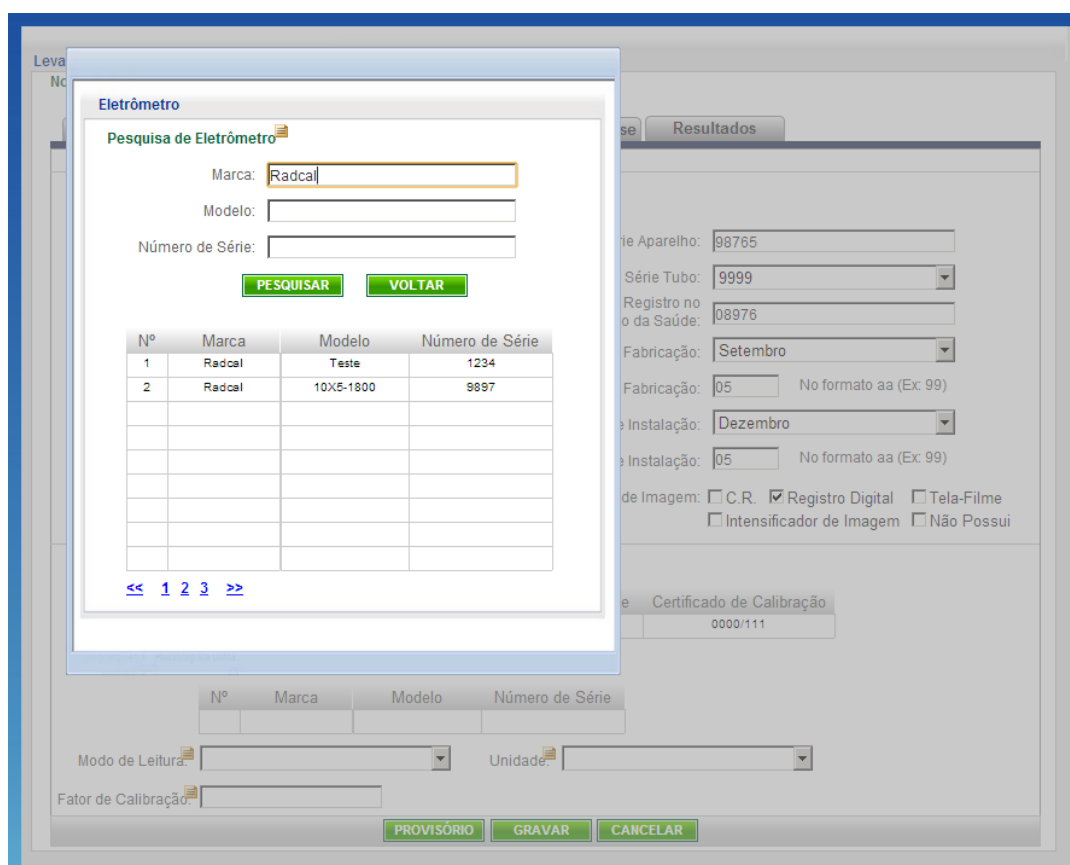 Leva
No
Eletrômetro
Pesquisa de Eletrômetro
Marca: Radcal
Modelo:
Número de Série:
PESQUISAR VOLTAR
Nº Marca Modelo Número de Série
1 Radcal Teste 1234
2 Radcal 10X5-1800 9897
<< 1 2 3 >>
se Resultados
rie Aparelho: 98765
Série Tubo: 9999
Registro no
o da Saúde: 08976
Fabricação: Setembro
Fabricação: 05 No formato aa (Ex: 99)
e Instalação: Dezembro
e Instalação: 05 No formato aa (Ex: 99)
de Imagem: C.R. Registro Digital Tela-Filme
Intensificador de Imagem Não Possui
e Certificado de Calibração
0000/111
Nº Marca Modelo Número de Série
Modo de Leitura: Unidade:
Fator de Calibração:
PROVISÓRIO GRAVAR CANCELAR